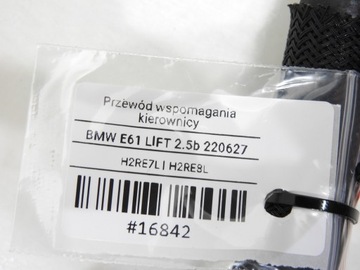 Przewód wspomagania
kierownicy
BMW E61 LIFT 2.5b 220627
H2RE7L | H2RE8L
#16842